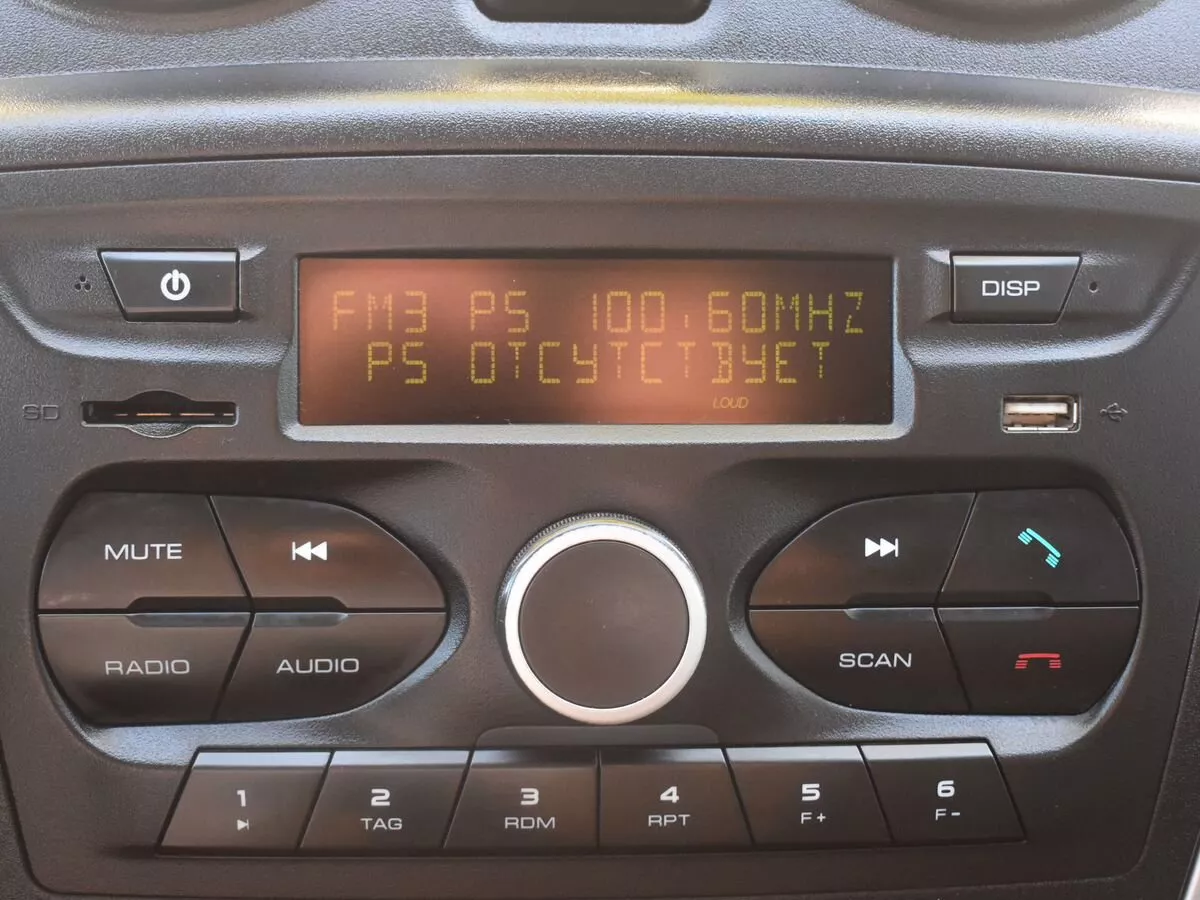 FM3 PS 100.60MHZ
PS ОТСУТСТВУЕТ
LOUD
DISP
SD
MUTE
RADIO
AUDIO
SCAN
1
2
TAG
3
RDM
4
RPT
5
F+
6
F-